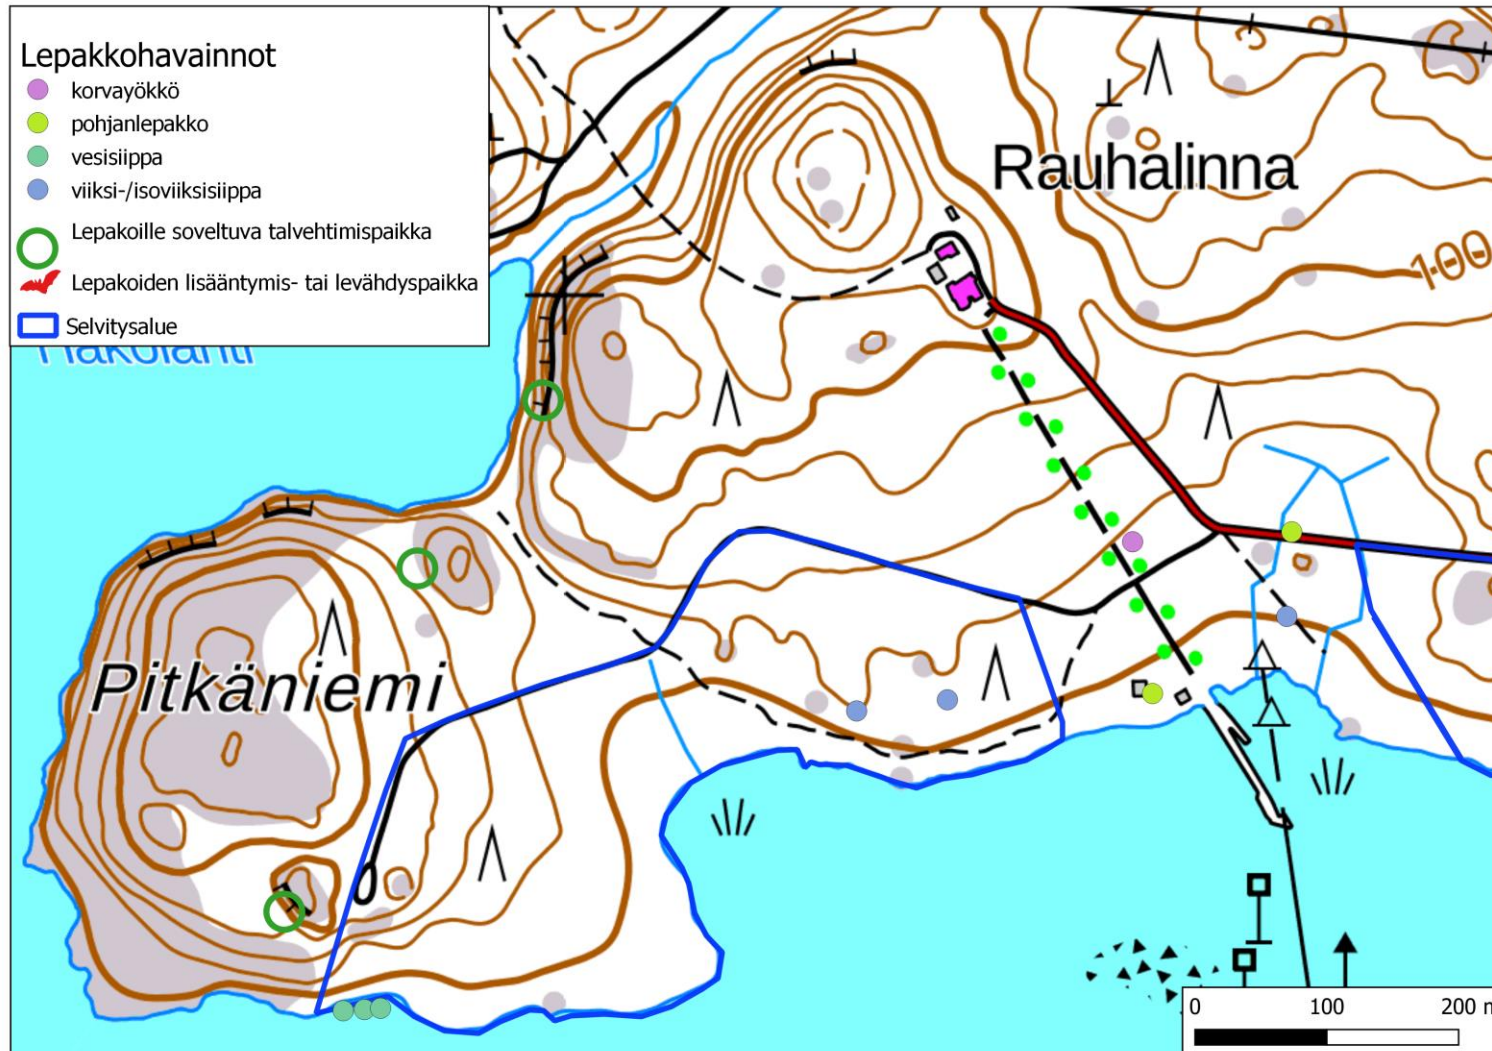 Lepakkohavainnot
korvayökkö
pohjanlepakko
vesisiippa
viiksi-/isoviiksisiippa
Lepakoille soveltuva talvehtimispaikka
Lepakoiden lisääntymis- tai levähdyspaikka
Selvitysalue
Rauhalinna
100
Pitkäniemi
0 100 200 m